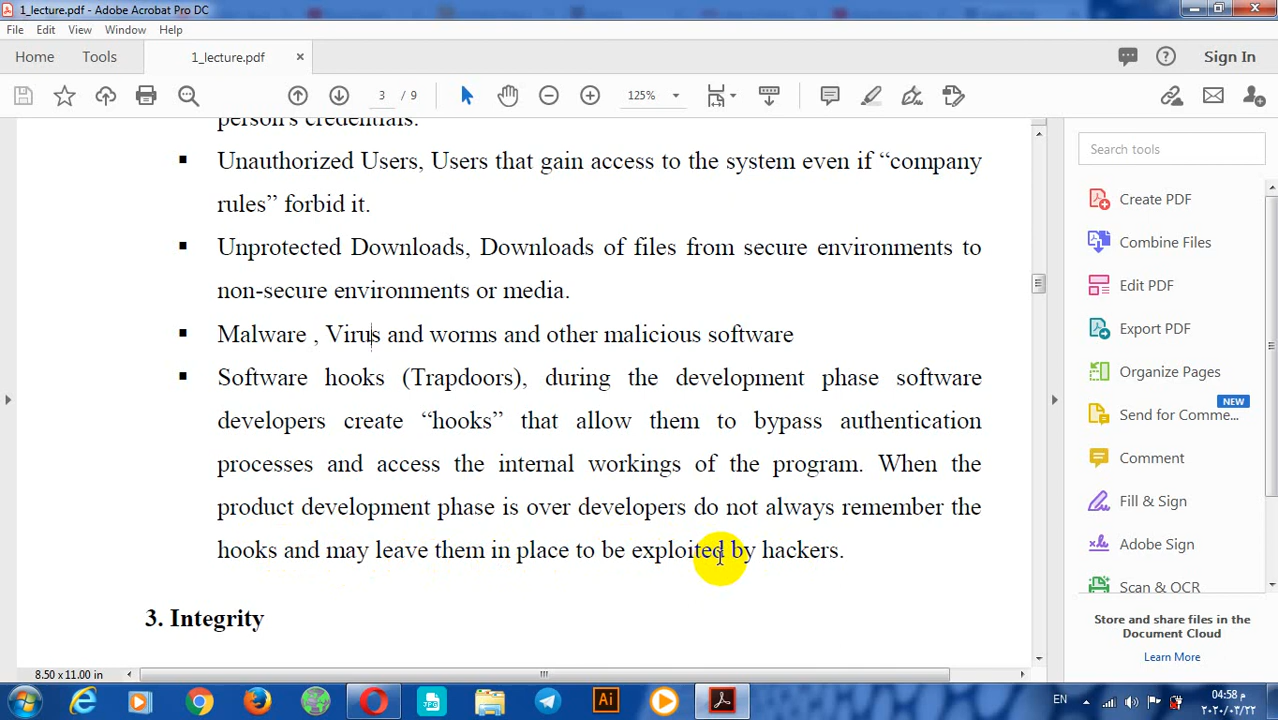 1_lecture.pdf - Adobe Acrobat Pro DC
File Edit View Window Help
Home Tools 1_lecture.pdf × Sign In
3 / 9 125%
person's credentials.
▪ Unauthorized Users, Users that gain access to the system even if “company
rules” forbid it.
▪ Unprotected Downloads, Downloads of files from secure environments to
non-secure environments or media.
▪ Malware , Virus and worms and other malicious software
▪ Software hooks (Trapdoors), during the development phase software
developers create “hooks” that allow them to bypass authentication
processes and access the internal workings of the program. When the
product development phase is over developers do not always remember the
hooks and may leave them in place to be exploited by hackers.
3. Integrity
8.50 x 11.00 in
Search tools
Create PDF
Combine Files
Edit PDF
Export PDF
Organize Pages
NEW
Send for Comme...
Comment
Fill & Sign
Adobe Sign
Scan & OCR
Store and share files in the
Document Cloud
Learn More
JPG
Ai
EN
04:58 م
٢٠٢٠/٠٣/٢٢